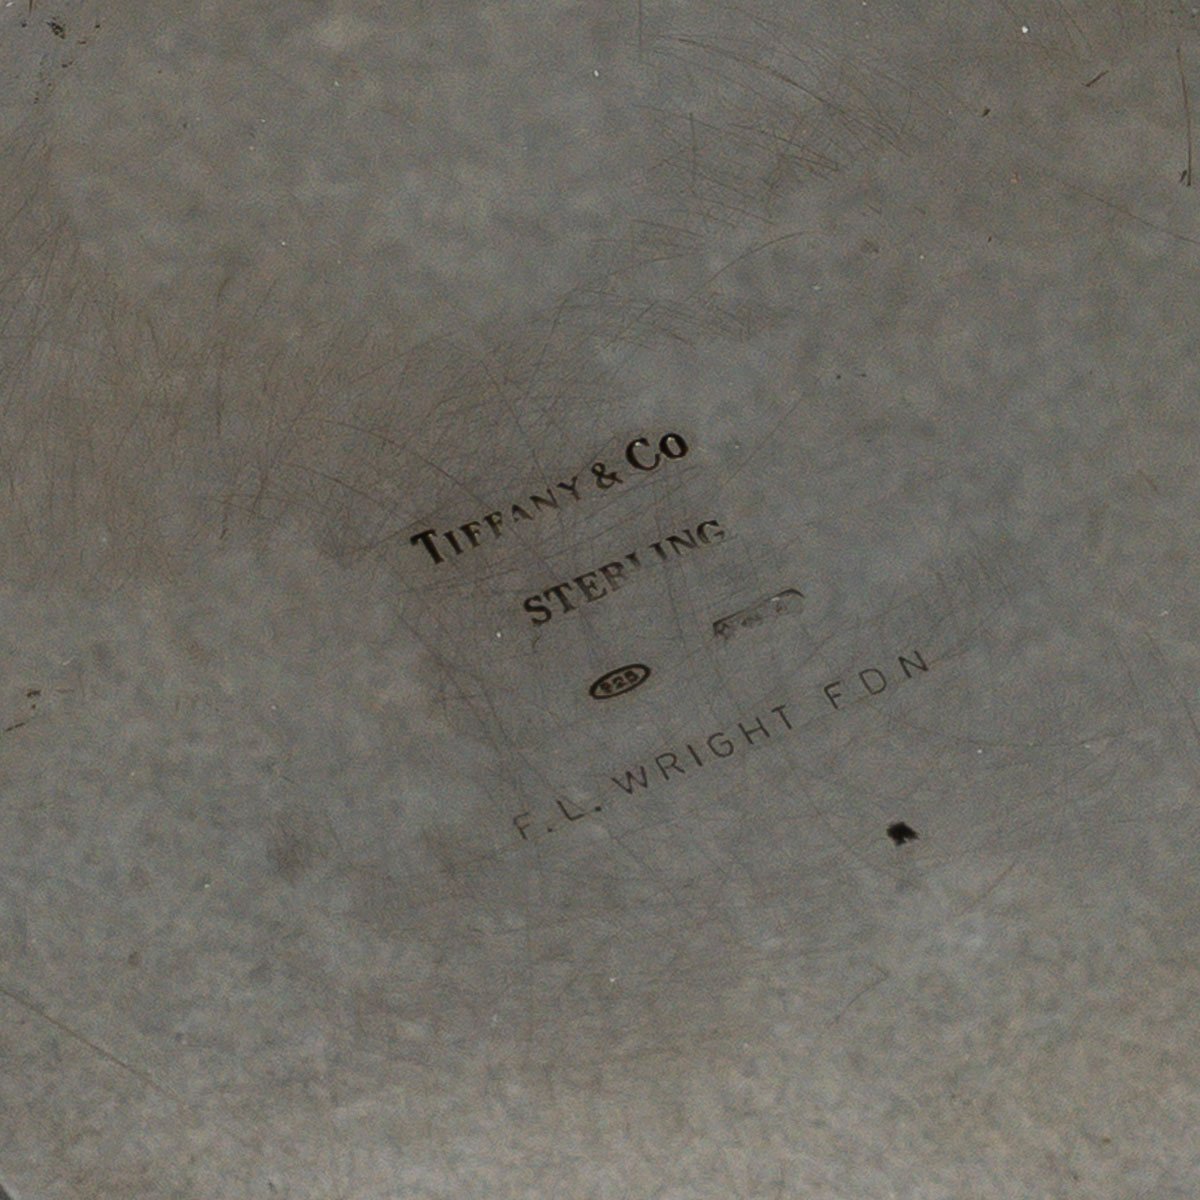 TIFFANY & Co
STERLING
925
F. L. WRIGHT FDN